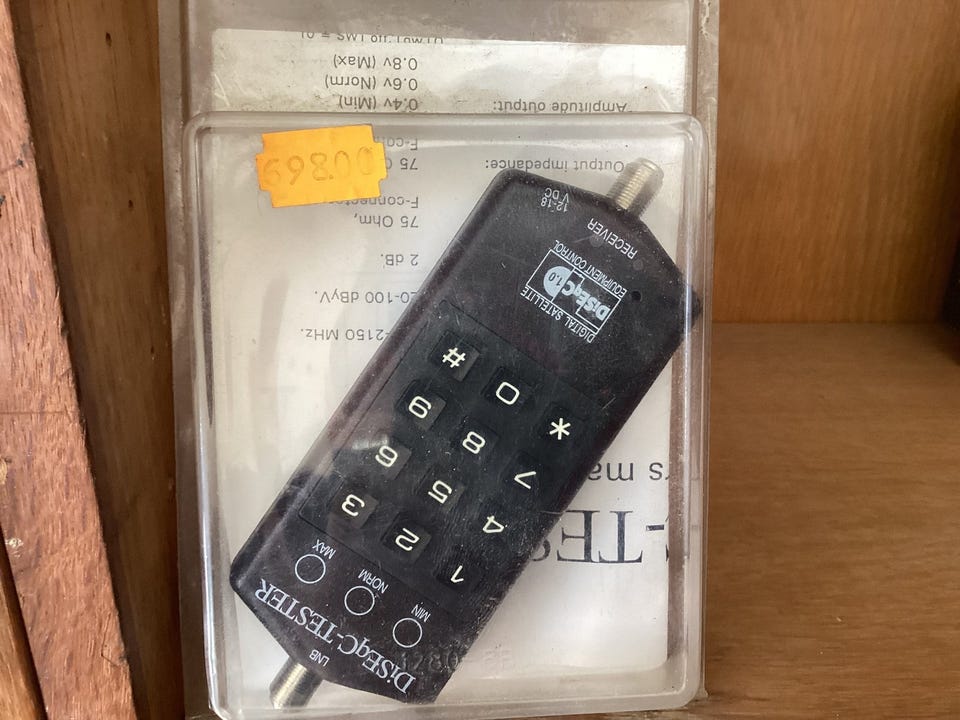 LNB
DiSEqC-TESTER
MIN NORM MAX
1 2 3
4 5 6
7 8 9
* 0 #
DIGITAL SATELLITE
DiSEqC 1.0
EQUIPMENT CONTROL
RECEIVER
12-18
V DC
-2150 MHz.
2 dB.
75 Ohm,
Output impedance: 75
Amplitude output: 0.4v (Min)
0.6v (Norm)
0.8v (Max)